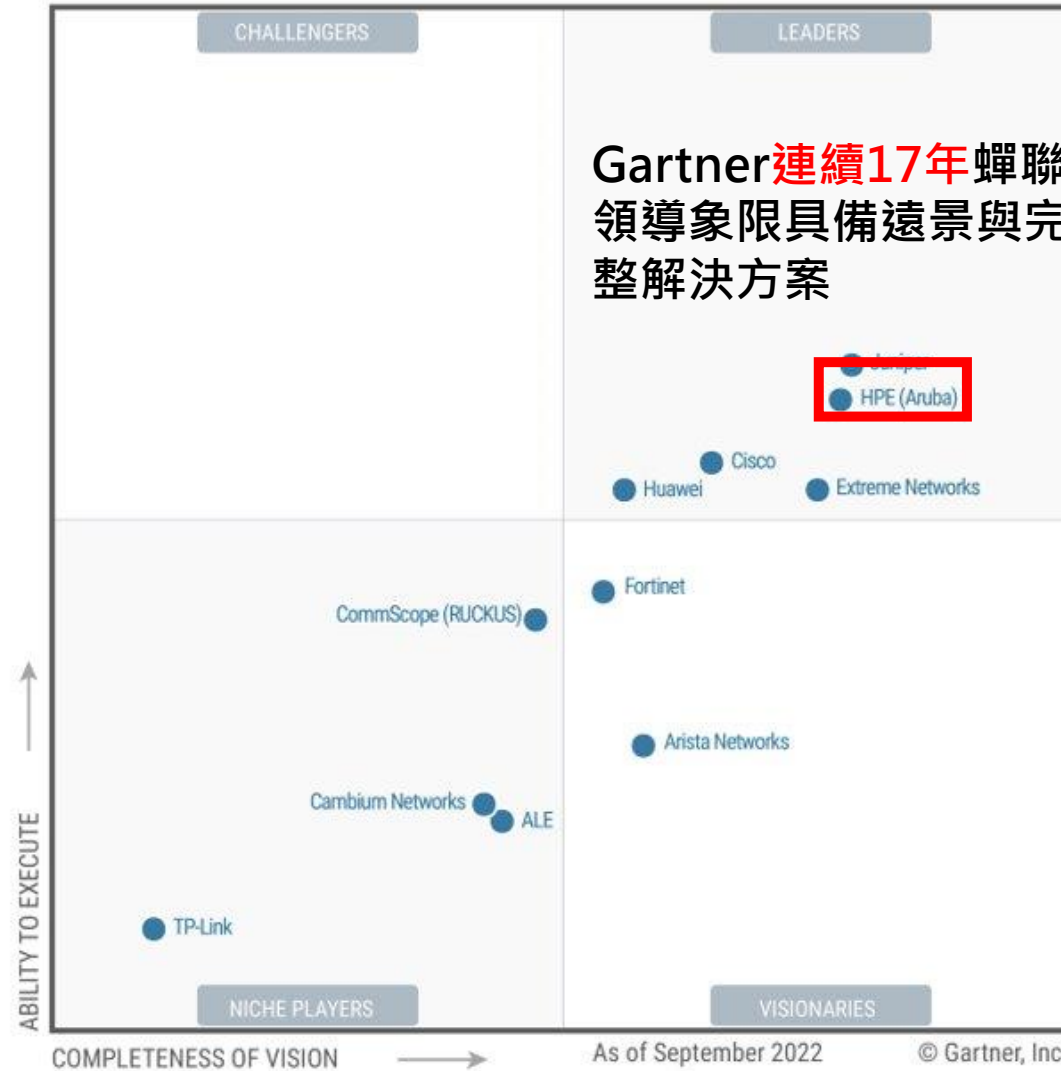 CHALLENGERS
LEADERS
Gartner連續17年蟬聯
領導象限具備遠景與完
整解決方案
Juniper
HPE (Aruba)
Cisco
Huawei
Extreme Networks
Fortinet
CommScope (RUCKUS)
Arista Networks
Cambium Networks
ALE
TP-Link
ABILITY TO EXECUTE
NICHE PLAYERS
VISIONARIES
COMPLETENESS OF VISION
As of September 2022
© Gartner, Inc